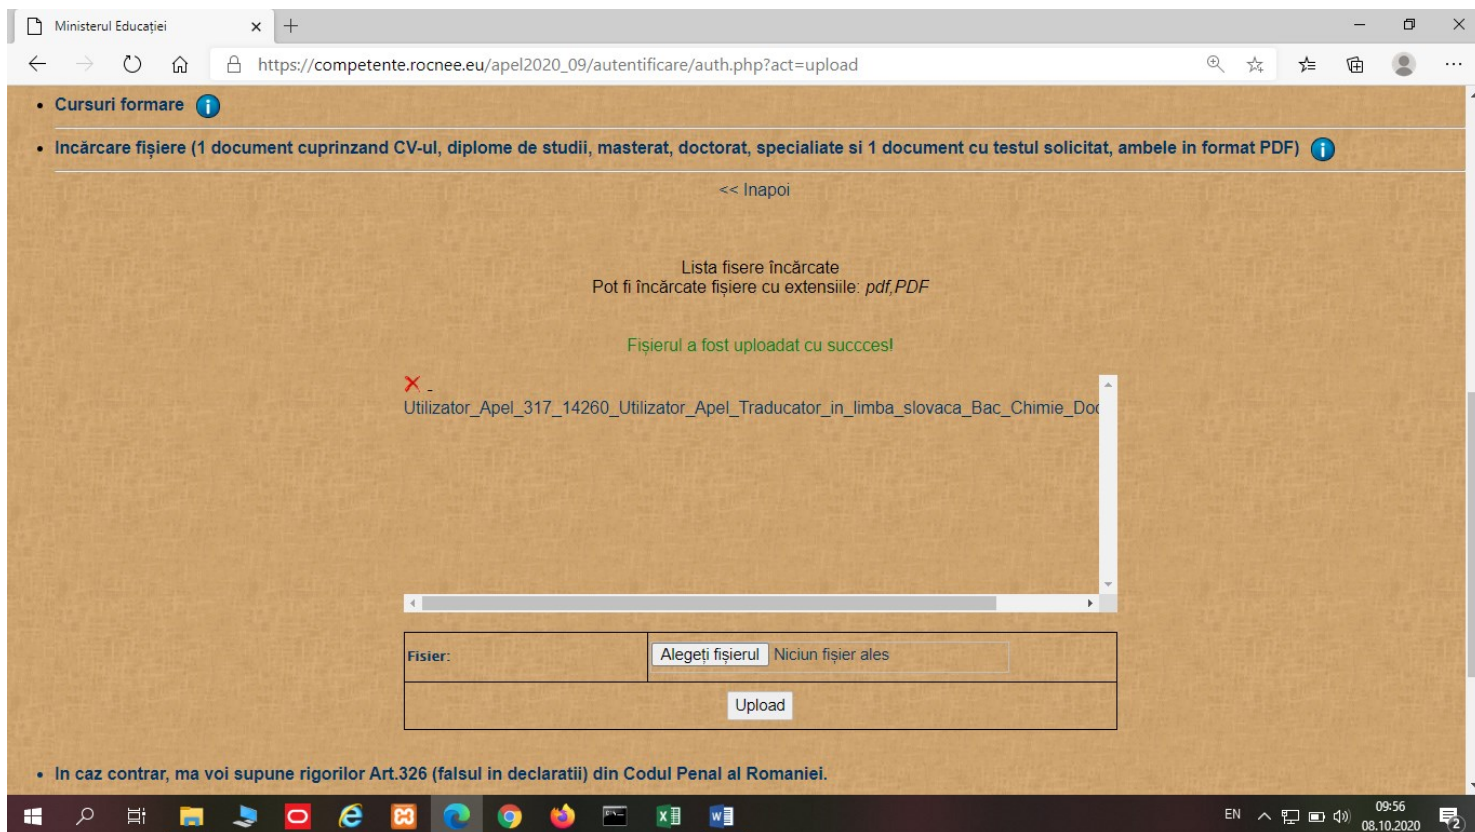 Ministerul Educației
https://competente.rocnee.eu/apel2020_09/autentificare/auth.php?act=upload
Cursuri formare
Incărcare fișiere (1 document cuprinzand CV-ul, diplome de studii, masterat, doctorat, specialiate si 1 document cu testul solicitat, ambele in format PDF)
<< Inapoi
Lista fisere încărcate
Pot fi încărcate fișiere cu extensiile: pdf,PDF
Fișierul a fost uploadat cu succces!
-
Utilizator_Apel_317_14260_Utilizator_Apel_Traducator_in_limba_slovaca_Bac_Chimie_Doc
Fisier: Alegeți fișierul Niciun fișier ales
Upload
In caz contrar, ma voi supune rigorilor Art.326 (falsul in declaratii) din Codul Penal al Romaniei.
EN 09:56
08.10.2020 2